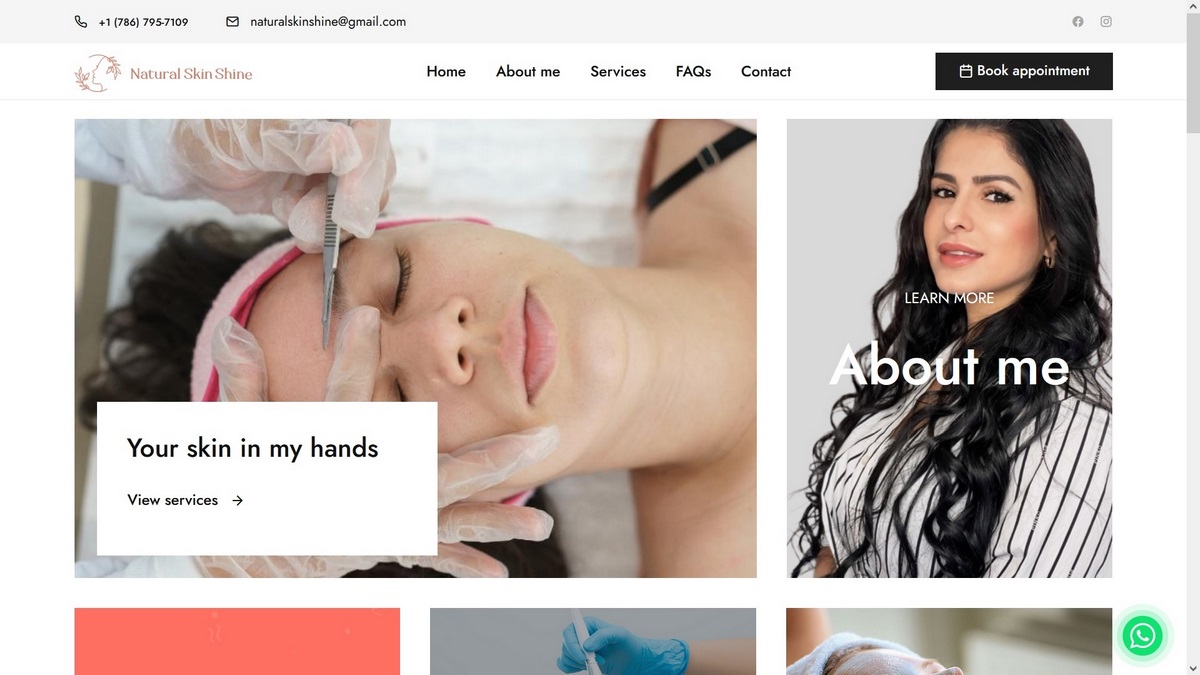 +1 (786) 795-7109
naturalskinshine@gmail.com
Natural Skin Shine
Home
About me
Services
FAQs
Contact
Book appointment
LEARN MORE
About me
Your skin in my hands
View services